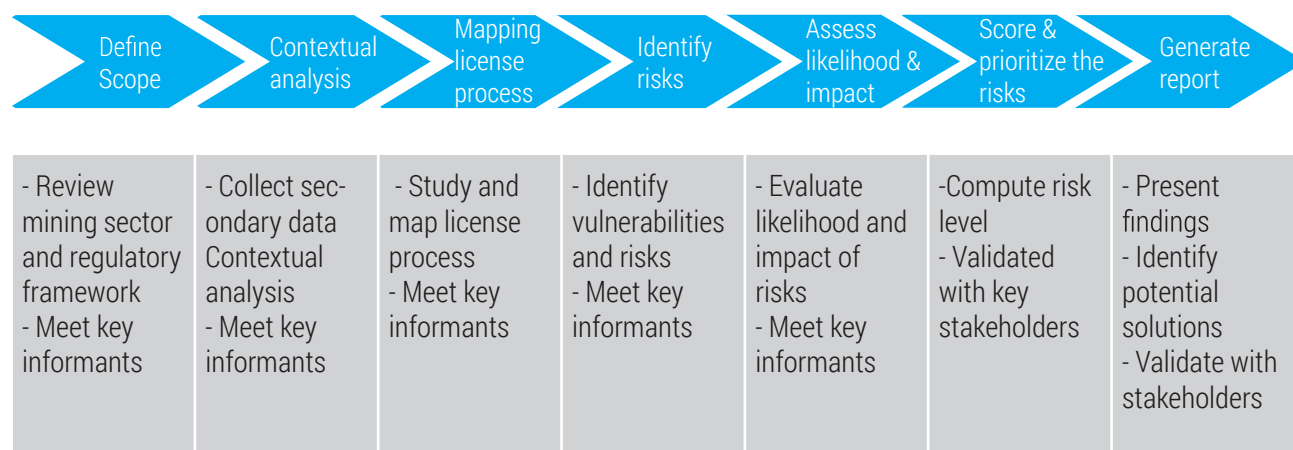 Define
Scope
Contextual
analysis
Mapping
license
process
Identify
risks
Assess
likelihood &
impact
Score &
prioritize the
risks
Generate
report
- Review
mining sector
and regulatory
framework
- Meet key
informants
- Collect sec-
ondary data
Contextual
analysis
- Meet key
informants
- Study and
map license
process
- Meet key
informants
- Identify
vulnerabilities
and risks
- Meet key
informants
- Evaluate
likelihood and
impact of
risks
- Meet key
informants
-Compute risk
level
- Validated
with key
stakeholders
- Present
findings
- Identify
potential
solutions
- Validate with
stakeholders